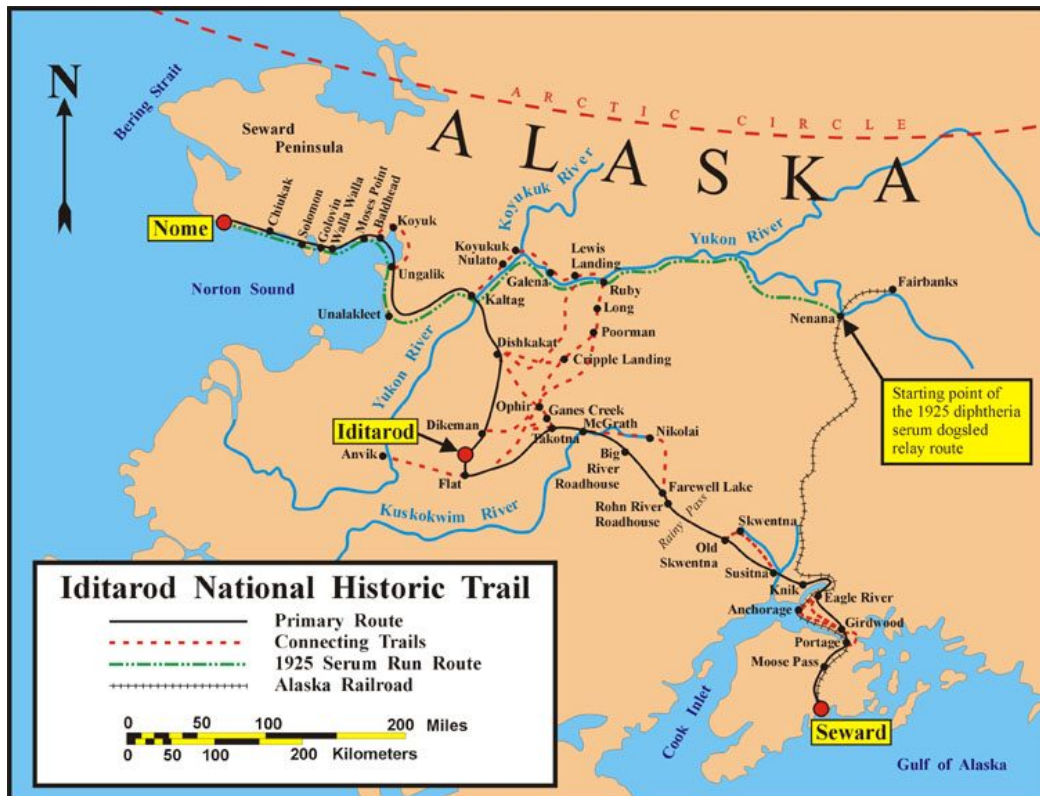 N
Bering Strait
ARCTIC CIRCLE
ALASKA
Seward
Peninsula
Koyukuk River
Yukon
River
Nome
Chiukak
Solomon
Golovin
Walla Walla
Moses Point
Baldhead
Koyuk
Ungalik
Koyukuk
Nulato
Galena
Lewis
Landing
Ruby
Fairbanks
Norton Sound
Unalakleet
Kaltag
Long
Nenana
Poorman
Dishkakat
Cripple Landing
Yukon River
Starting point of
the 1925 diphtheria
serum dogsled
relay route
Ophir
Ganes Creek
Iditarod
Dikeman
McGrath
Takotna
Nikolai
Anvik
Big
River
Roadhouse
Flat
Farewell Lake
Kuskokwim River
Rohn River
Roadhouse
Rainy Pass
Skwentna
Old
Skwentna
Susitna
Knik
Eagle River
Anchorage
Girdwood
Portage
Moose Pass
Cook Inlet
Seward
Gulf of Alaska
Iditarod National Historic Trail
Primary Route
Connecting Trails
1925 Serum Run Route
Alaska Railroad
0 50 100 200 Miles
0 50 100 200
Kilometers